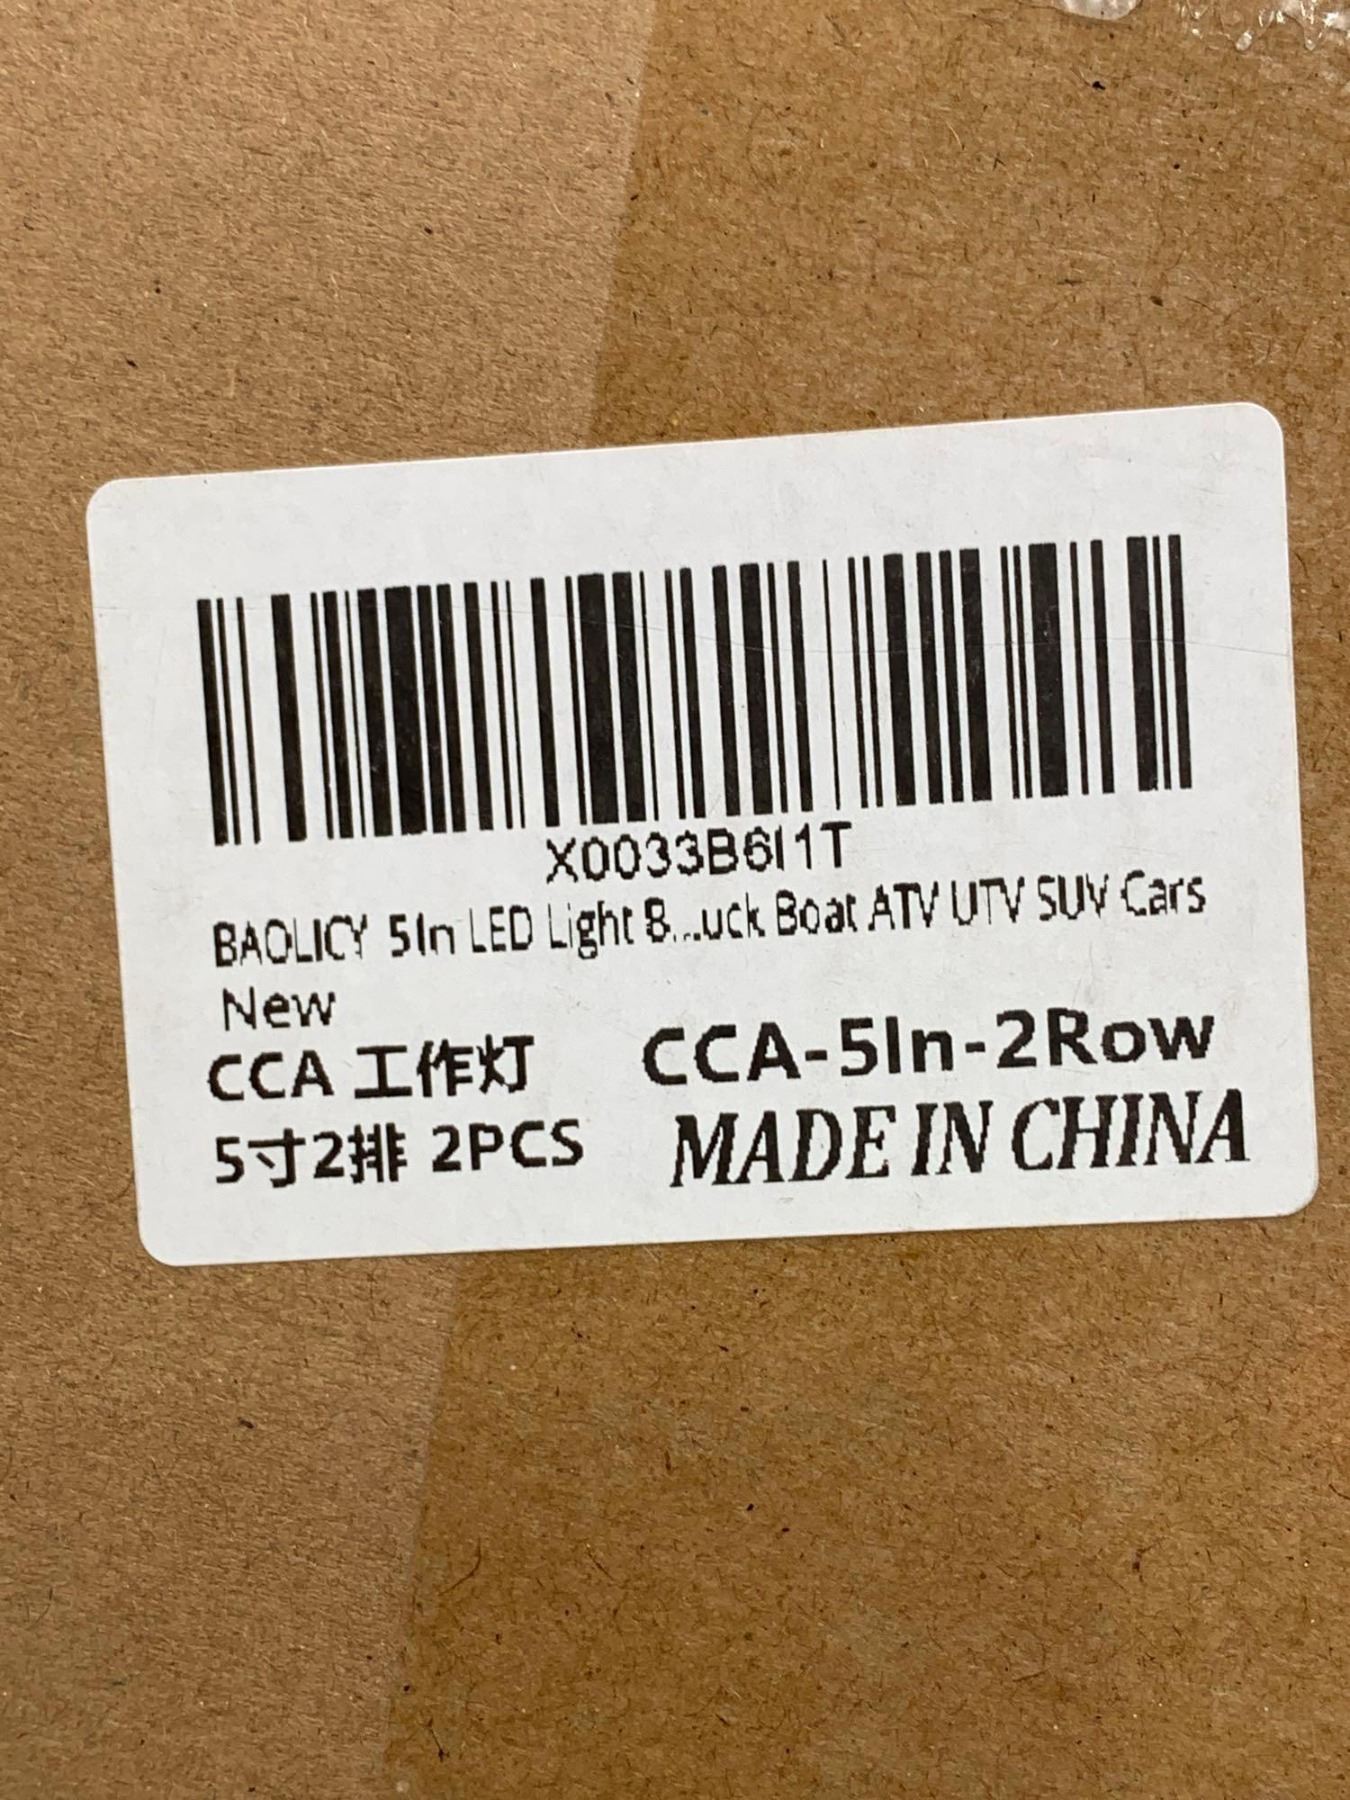 X0033B6I1T
BAOLICY 5In LED Light B...uck Boat ATV UTV SUV Cars
New
CCA 工作灯 CCA-5In-2Row
5寸2排 2PCS MADE IN CHINA